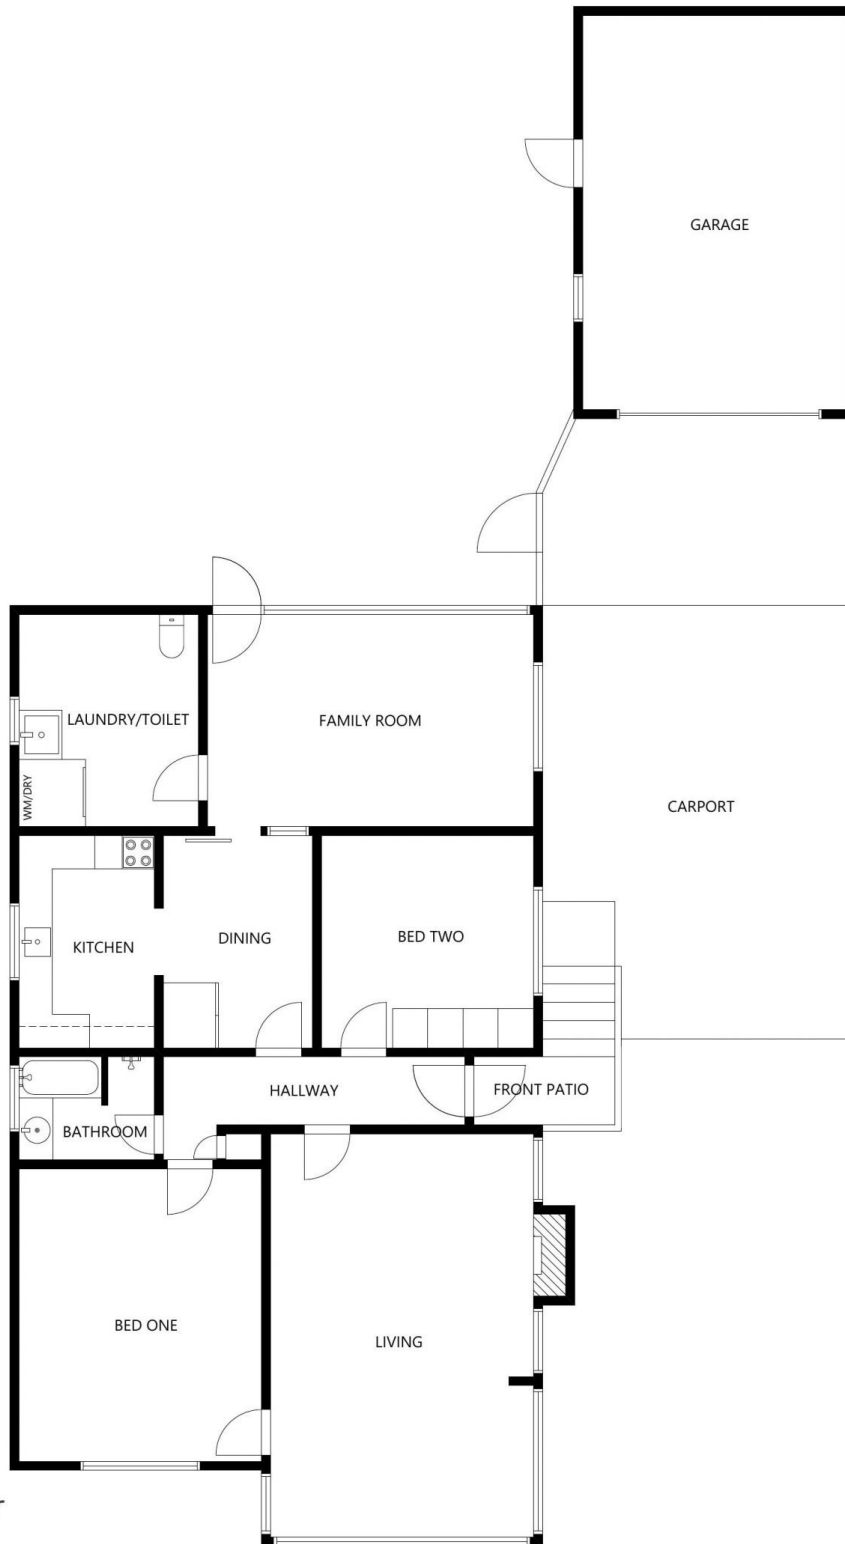 GARAGE
LAUNDRY/TOILET
FAMILY ROOM
WM/DRY
CARPORT
KITCHEN
DINING
BED TWO
HALLWAY
FRONT PATIO
BATHROOM
BED ONE
LIVING